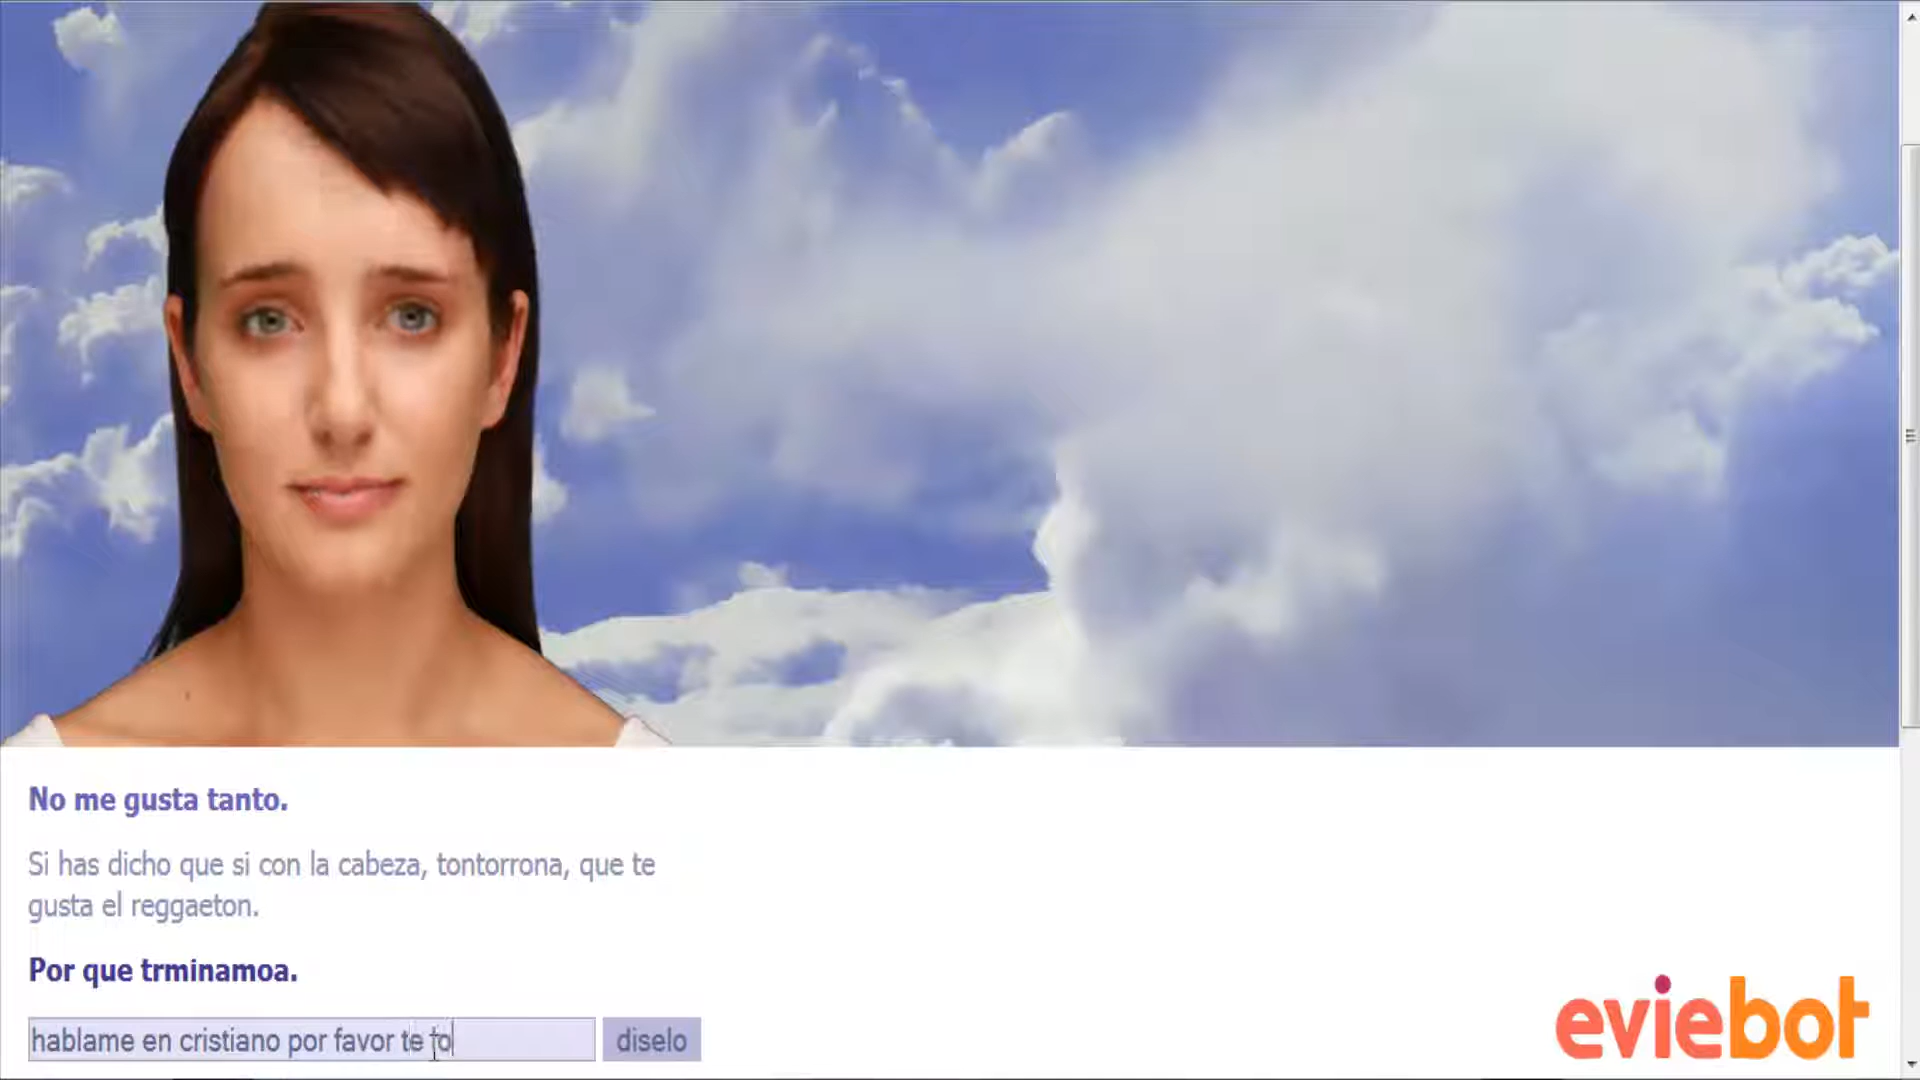 No me gusta tanto.
Si has dicho que si con la cabeza, tontorrona, que te
gusta el reggaeton.
Por que trminamoa.
hablame en cristiano por favor te fo
diselo
eviebot